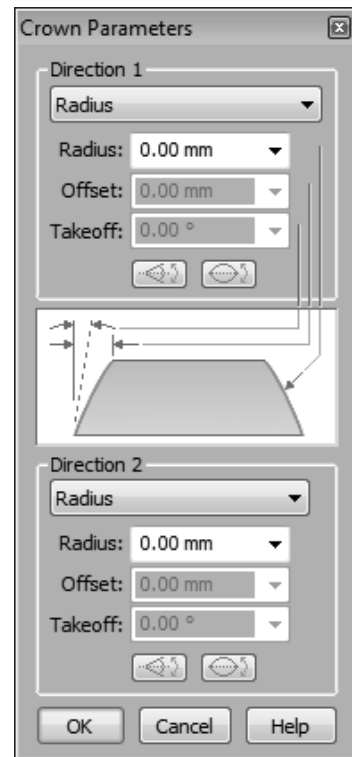 Crown Parameters
Direction 1
Radius
Radius: 0.00 mm
Offset: 0.00 mm
Takeoff: 0.00 °
Direction 2
Radius
Radius: 0.00 mm
Offset: 0.00 mm
Takeoff: 0.00 °
OK Cancel Help